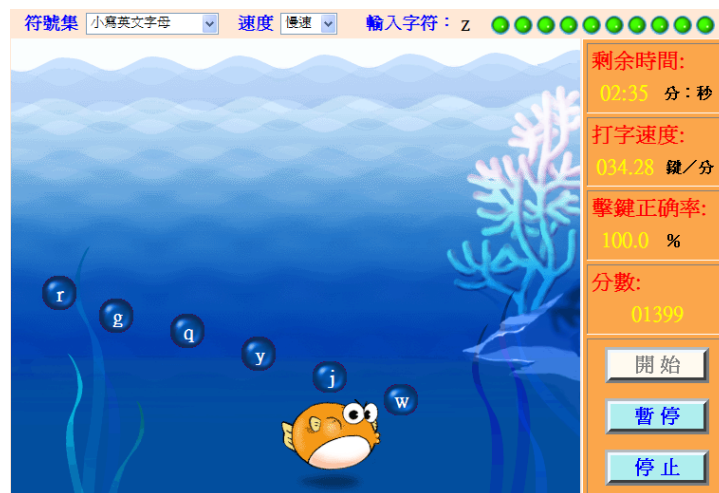 符號集 小寫英文字母 速度 慢速 輸入字符： z
剩余時間:
02:35 分：秒
打字速度:
034.28 鍵／分
擊鍵正确率:
100.0 %
分數:
01399
開始
暫停
停止
r
g
q
y
j
w